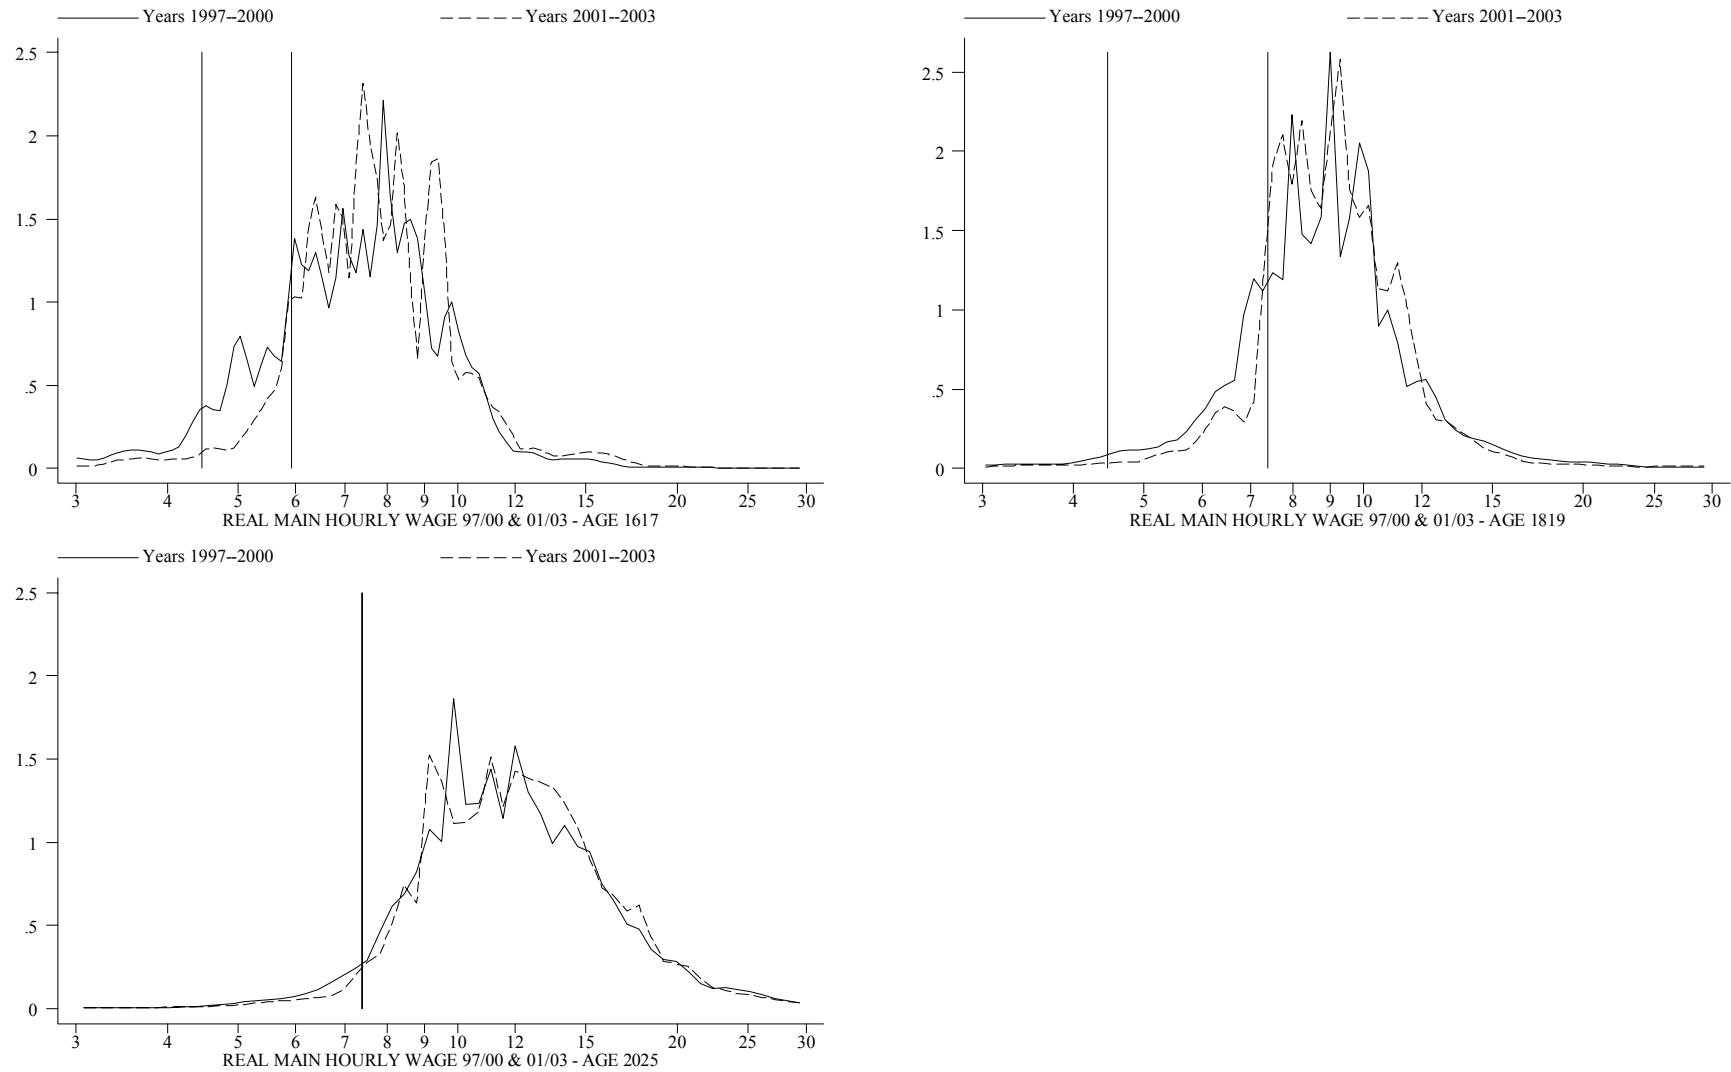 Years 1997--2000 Years 2001--2003
2.5
2
1.5
1
.5
0
3 4 5 6 7 8 9 10 12 15 20 25 30
REAL MAIN HOURLY WAGE 97/00 & 01/03 - AGE 1617
Years 1997--2000 Years 2001--2003
2.5
2
1.5
1
.5
0
3 4 5 6 7 8 9 10 12 15 20 25 30
REAL MAIN HOURLY WAGE 97/00 & 01/03 - AGE 1819
Years 1997--2000 Years 2001--2003
2.5
2
1.5
1
.5
0
3 4 5 6 7 8 9 10 12 15 20 25 30
REAL MAIN HOURLY WAGE 97/00 & 01/03 - AGE 2025